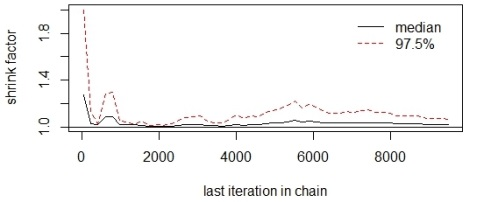 shrink factor
1.0 1.4 1.8
median
97.5%
0 2000 4000 6000 8000
last iteration in chain